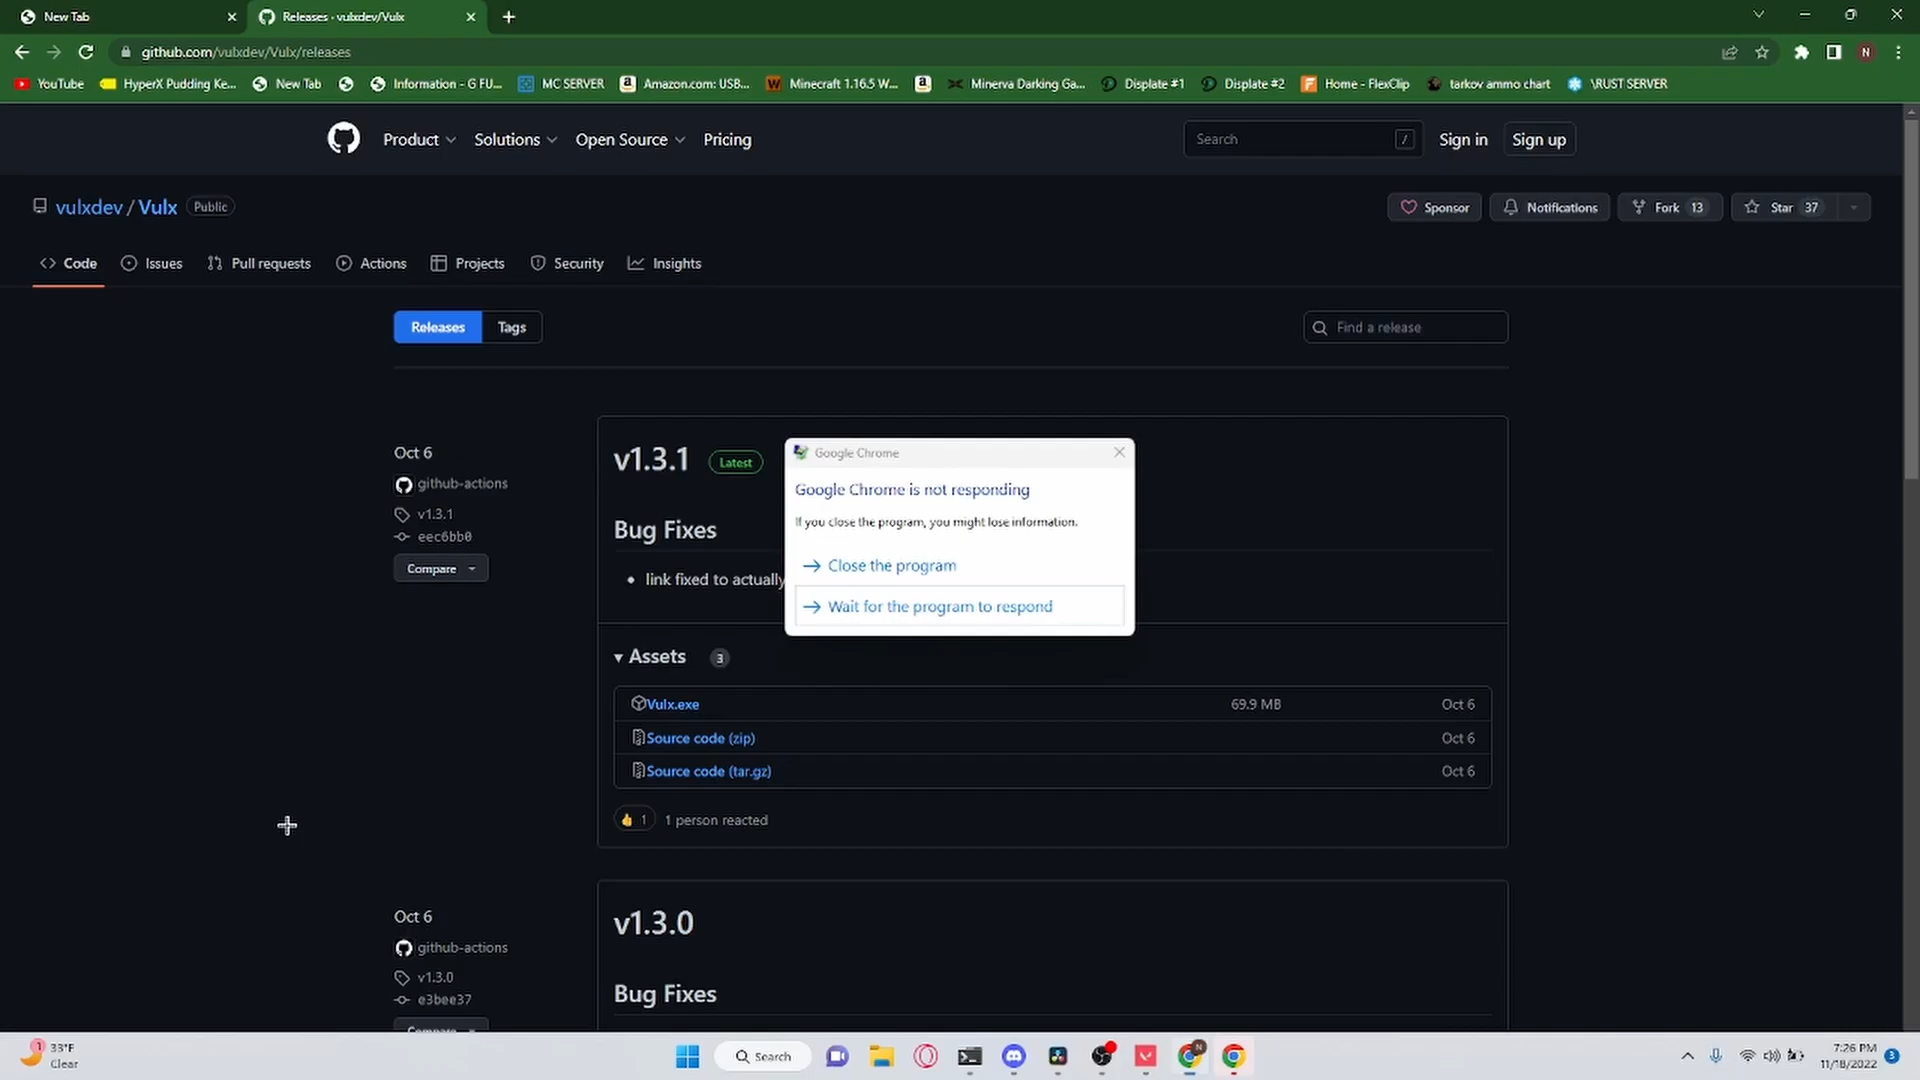 New Tab
Releases · vulxdev/Vulx
github.com/vulxdev/Vulx/releases
YouTube
HyperX Pudding Ke...
New Tab
Information - G FU...
MC SERVER
Amazon.com: USB...
Minecraft 1.16.5 W...
Minerva Darking Ga...
Displate #1
Displate #2
Home - FlexClip
tarkov ammo chart
\RUST SERVER
Product
Solutions
Open Source
Pricing
Search /
Sign in
Sign up
vulxdev / Vulx Public
Sponsor
Notifications
Fork 13
Star 37
Code
Issues
Pull requests
Actions
Projects
Security
Insights
Releases
Tags
Find a release
Oct 6
github-actions
v1.3.1
eec6bb0
Compare
v1.3.1 Latest
Bug Fixes
• link fixed to actually
Google Chrome
Google Chrome is not responding
If you close the program, you might lose information.
Close the program
Wait for the program to respond
Assets 3
Vulx.exe 69.9 MB Oct 6
Source code (zip) Oct 6
Source code (tar.gz) Oct 6
1 1 person reacted
Oct 6
github-actions
v1.3.0
e3bee37
Compare
v1.3.0
Bug Fixes
1
33°F
Clear
Search
N
7:26 PM
11/18/2022
3